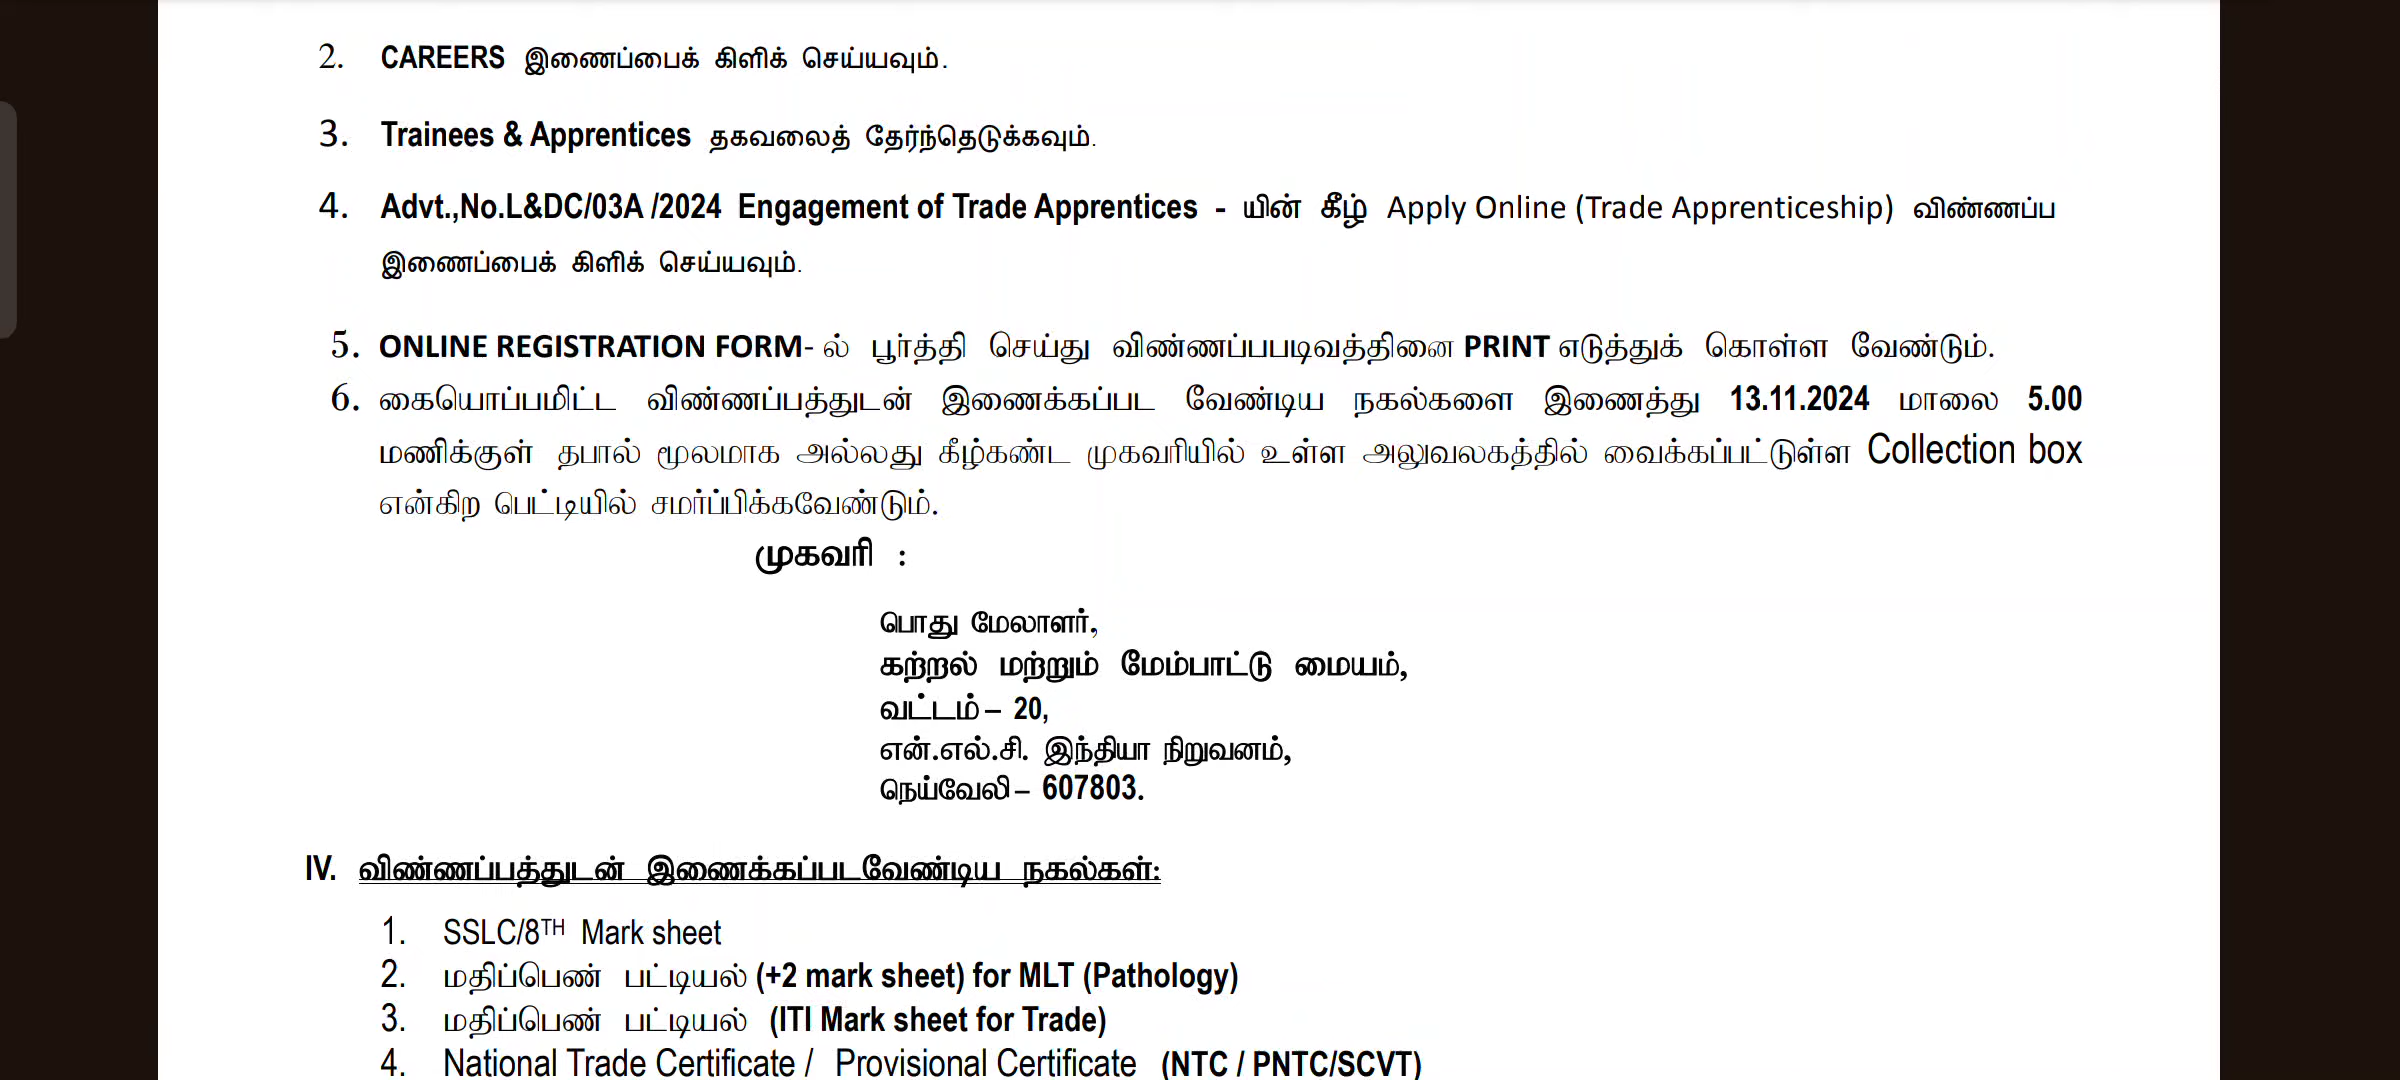 2. CAREERS இணைப்பைக் கிளிக் செய்யவும்.
3. Trainees & Apprentices தகவலைத் தேர்ந்தெடுக்கவும்.
4. Advt.,No.L&DC/03A /2024 Engagement of Trade Apprentices - யின் கீழ் Apply Online (Trade Apprenticeship) விண்ணப்ப
இணைப்பைக் கிளிக் செய்யவும்.
5. ONLINE REGISTRATION FORM- ல் பூர்த்தி செய்து விண்ணப்பபடிவத்தினை PRINT எடுத்துக் கொள்ள வேண்டும்.
6. கையொப்பமிட்ட விண்ணப்பத்துடன் இணைக்கப்பட வேண்டிய நகல்களை இணைத்து 13.11.2024 மாலை 5.00
மணிக்குள் தபால் மூலமாக அல்லது கீழ்கண்ட முகவரியில் உள்ள அலுவலகத்தில் வைக்கப்பட்டுள்ள Collection box
என்கிற பெட்டியில் சமர்ப்பிக்கவேண்டும்.
முகவரி :
பொது மேலாளர்,
கற்றல் மற்றும் மேம்பாட்டு மையம்,
வட்டம் – 20,
என்.எல்.சி. இந்தியா நிறுவனம்,
நெய்வேலி – 607803.
IV. விண்ணப்பத்துடன் இணைக்கப்படவேண்டிய நகல்கள்:
1. SSLC/8TH Mark sheet
2. மதிப்பெண் பட்டியல் (+2 mark sheet) for MLT (Pathology)
3. மதிப்பெண் பட்டியல் (ITI Mark sheet for Trade)
4. National Trade Certificate / Provisional Certificate (NTC / PNTC/SCVT)